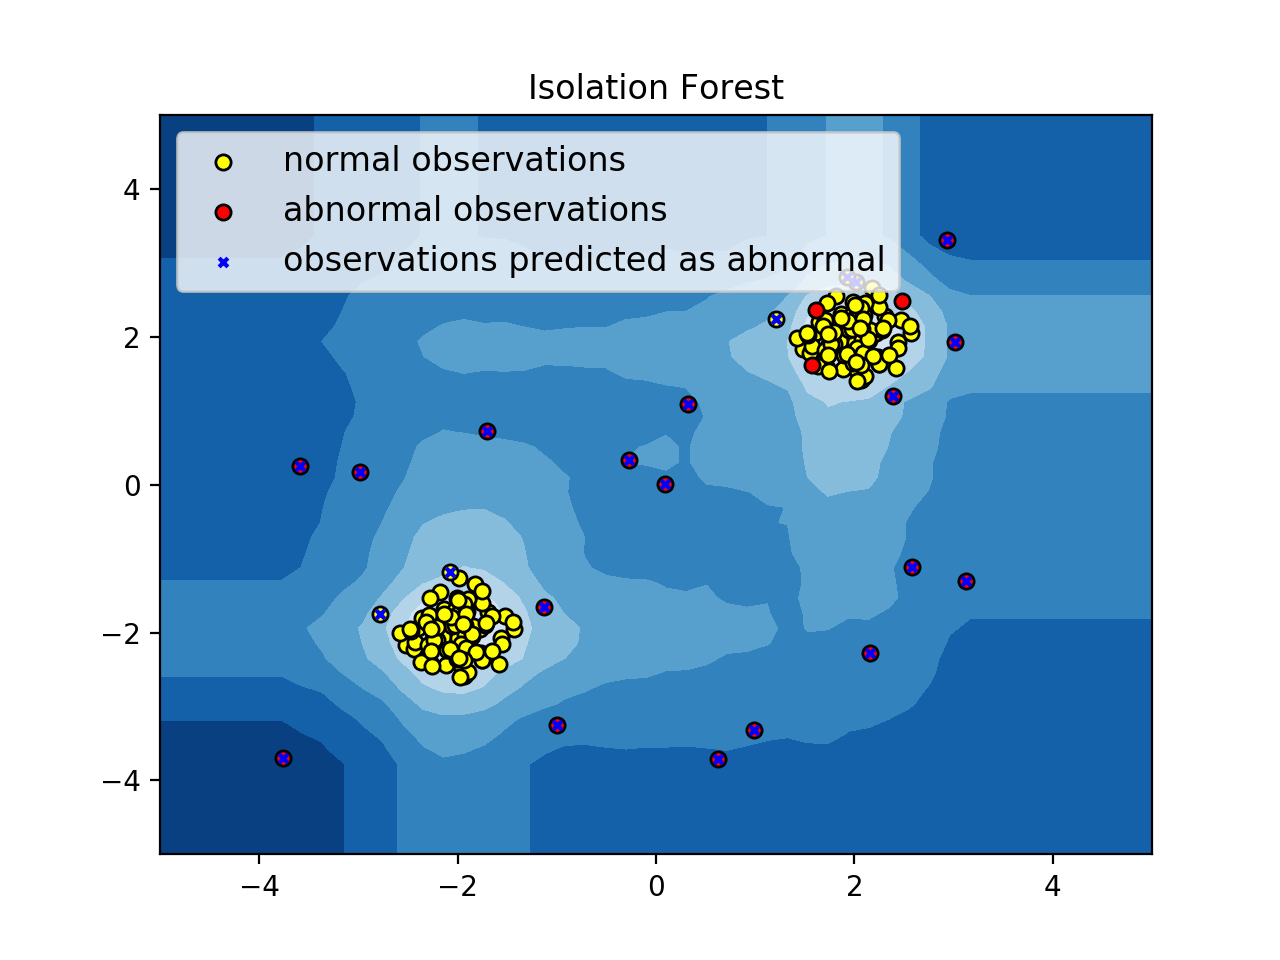 Isolation Forest
normal observations
abnormal observations
observations predicted as abnormal
4
2
0
−2
−4
−4 −2 0 2 4